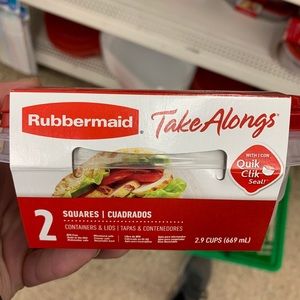 Rubbermaid®
TakeAlongs®
WITH | CON
Quik
Clik
Seal!™
2
SQUARES | CUADRADOS
CONTAINERS & LIDS | TAPAS & CONTENEDORES
2.9 CUPS (669 mL)